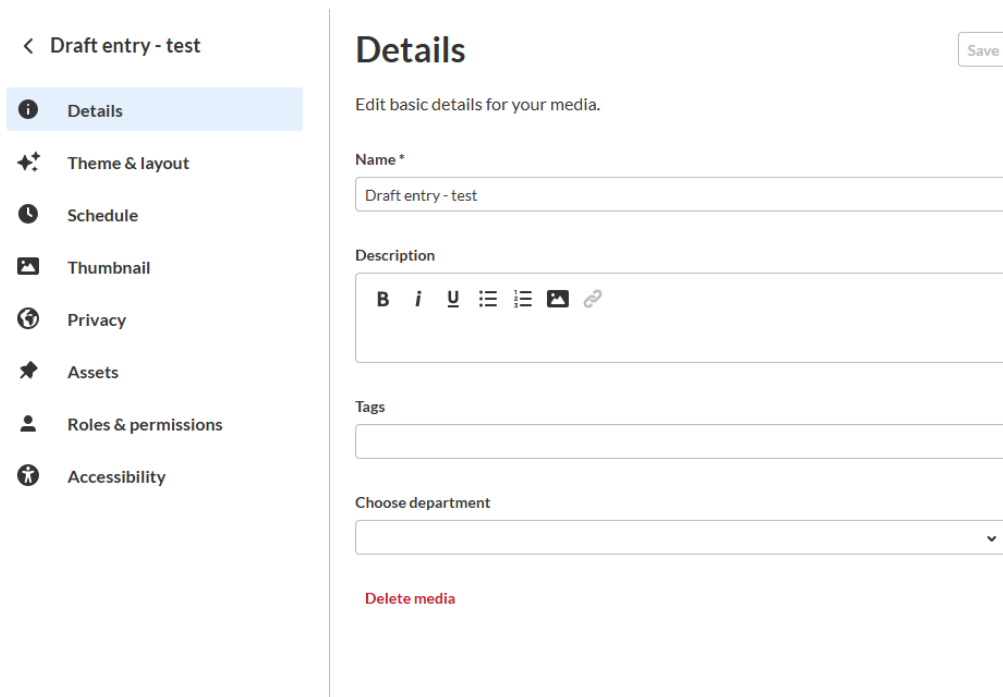 Draft entry - test
Details
Theme & layout
Schedule
Thumbnail
Privacy
Assets
Roles & permissions
Accessibility
Details
Save
Edit basic details for your media.
Name *
Draft entry - test
Description
B i U
Tags
Choose department
Delete media